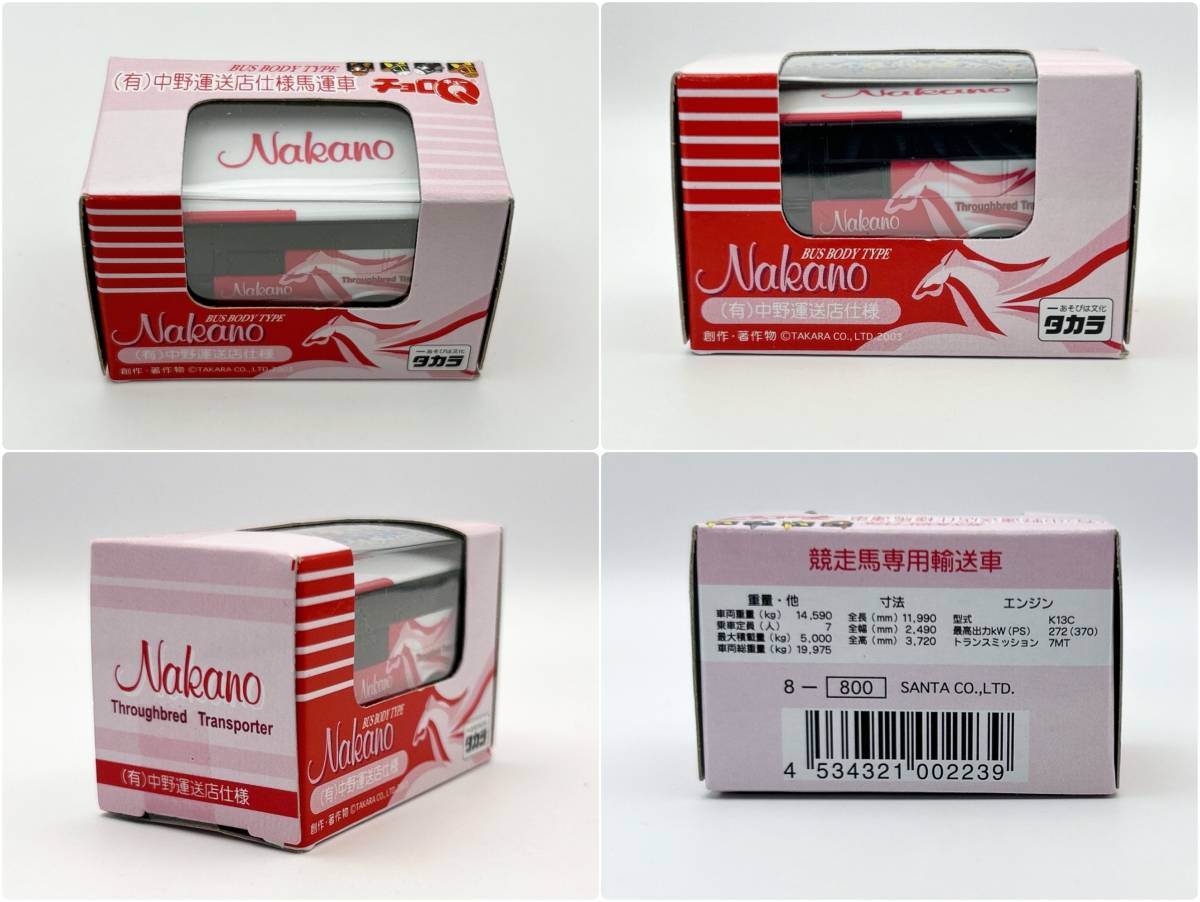 BUS BODY TYPE
(有)中野運送店仕様馬運車
チョロQ
Nakano
Nakano
Throughbred Tra
Nakano
BUS BODY TYPE
(有)中野運送店仕様
創作・著作物 ©TAKARA CO., LTD. 2003
あそびは文化
タカラ
Nakano
Nakano
Throughbred Tra
BUS BODY TYPE
Nakano
(有)中野運送店仕様
創作・著作物 ©TAKARA CO., LTD. 2003
あそびは文化
タカラ
Nakano
Throughbred Transporter
(有)中野運送店仕様
Nakano
BUS BODY TYPE
Nakano
(有)中野運送店仕様
創作・著作物 ©TAKARA CO., LTD.
タカラ
競走馬専用輸送車
重量・他 寸法 エンジン
車両重量(kg) 14,590 全長(mm) 11,990 型式 K13C
乗車定員(人) 7 全幅(mm) 2,490 最高出力kW(PS) 272(370)
最大積載量(kg) 5,000 全高(mm) 3,720 トランスミッション 7MT
車両総重量(kg) 19,975
8 - 800 SANTA CO.,LTD.
4 534321 002239